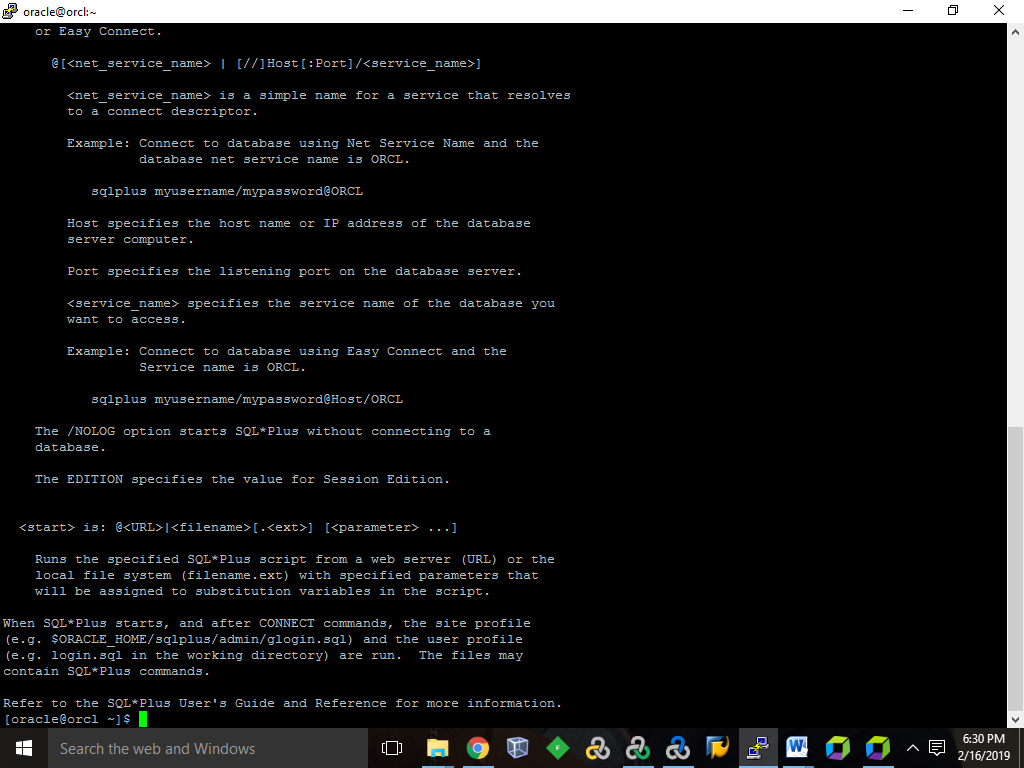 oracle@orcl:~
or Easy Connect.
@[<net_service_name> | [//]Host[:Port]/<service_name>]
<net_service_name> is a simple name for a service that resolves
to a connect descriptor.
Example: Connect to database using Net Service Name and the
database net service name is ORCL.
sqlplus myusername/mypassword@ORCL
Host specifies the host name or IP address of the database
server computer.
Port specifies the listening port on the database server.
<service_name> specifies the service name of the database you
want to access.
Example: Connect to database using Easy Connect and the
Service name is ORCL.
sqlplus myusername/mypassword@Host/ORCL
The /NOLOG option starts SQL*Plus without connecting to a
database.
The EDITION specifies the value for Session Edition.
<start> is: @<URL>|<filename>[.<ext>] [<parameter> ...]
Runs the specified SQL*Plus script from a web server (URL) or the
local file system (filename.ext) with specified parameters that
will be assigned to substitution variables in the script.
When SQL*Plus starts, and after CONNECT commands, the site profile
(e.g. $ORACLE_HOME/sqlplus/admin/glogin.sql) and the user profile
(e.g. login.sql in the working directory) are run.  The files may
contain SQL*Plus commands.
Refer to the SQL*Plus User's Guide and Reference for more information.
[oracle@orcl ~]$
Search the web and Windows
6:30 PM
2/16/2019